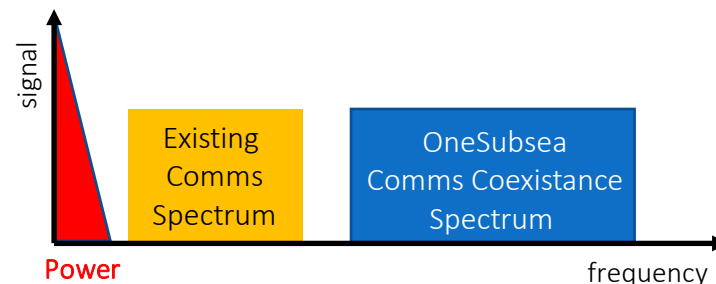 signal
Existing
Comms
Spectrum
OneSubsea
Comms Coexistance
Spectrum
Power
frequency